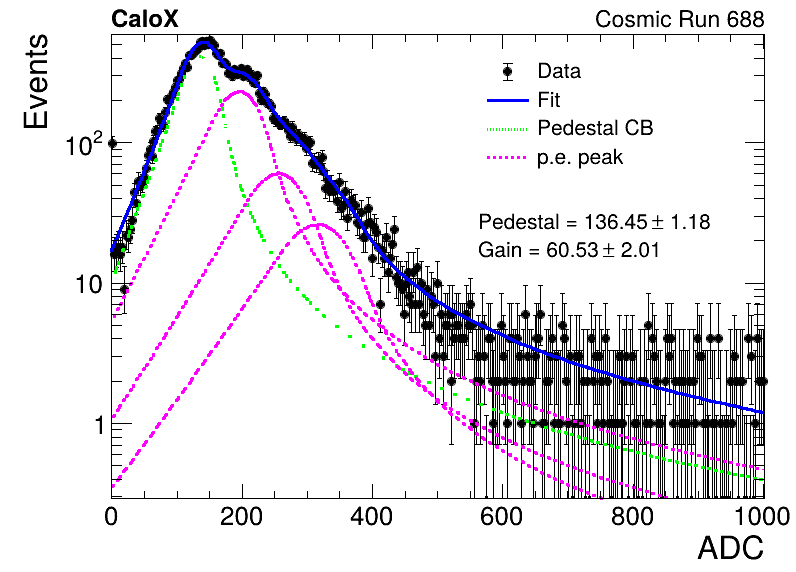 CaloX Cosmic Run 688
Events
Data
Fit
Pedestal CB
p.e. peak
Pedestal = 136.45 ± 1.18
Gain = 60.53 ± 2.01
10²
10
1
0 200 400 600 800 1000
ADC